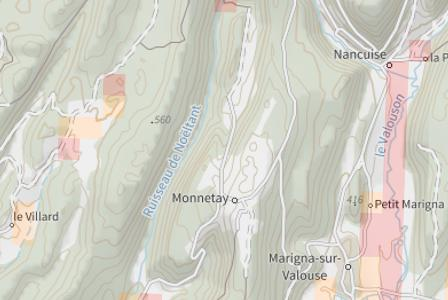 Nancuise
la P
le Valouson
560
Ruisseau de Noëltant
Monnetay
416
Petit Marigna
le Villard
Marigna-sur-
Valouse